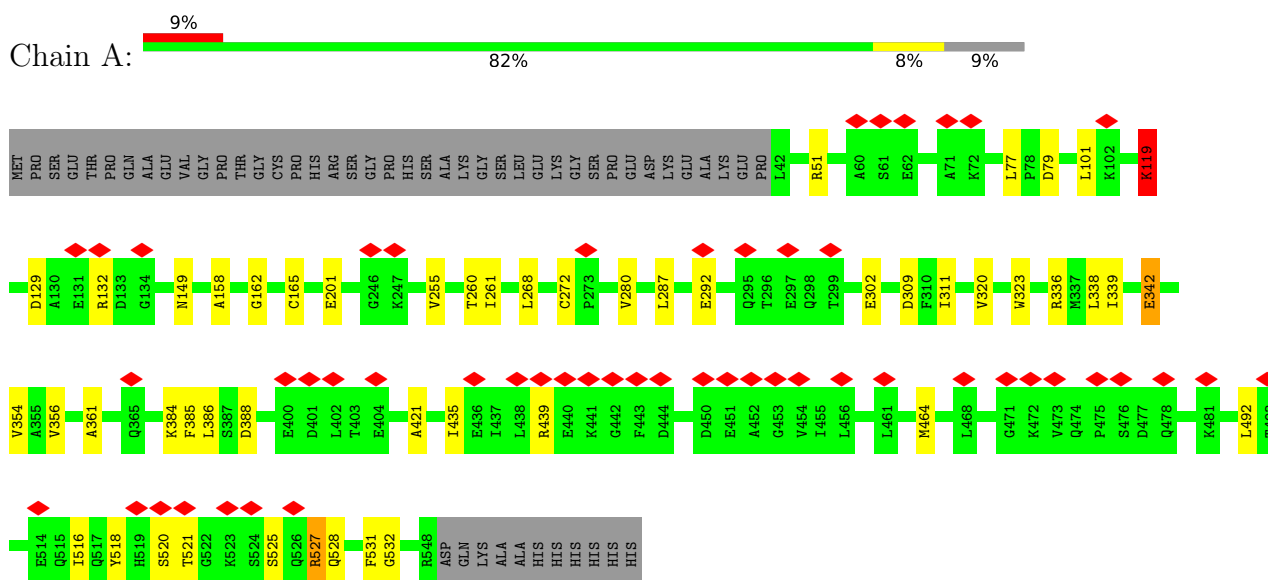 9%
Chain A:
82% 8% 9%
MET PRO SER GLU THR PRO GLN ALA GLU VAL GLY PRO THR GLY CYS PRO HIS ARG SER GLY PRO HIS SER ALA LYS GLY SER LEU GLU LYS GLY SER PRO GLU ASP LYS GLU ALA LYS GLU PRO L42 R51 A60 S61 E62 A71 K72 L77 P78 D79 L101 K102 K119
D129 A130 E131 R132 D133 G134 N149 A158 G162 C165 E201 G246 K247 V255 T260 I261 L268 C272 P273 V280 L287 E292 Q295 T296 E297 Q298 T299 E302 D309 F310 I311 V320 W323 R336 M337 L338 I339 E342
V354 A355 V356 A361 Q365 K384 F385 L386 S387 D388 E400 D401 L402 T403 E404 A421 I435 E436 I437 L438 R439 E440 K441 G442 F443 D444 D450 E451 A452 G453 V454 I455 L456 L461 M464 L468 G471 K472 V473 Q474 P475 S476 D477 Q478 K481 L492
E514 Q515 I516 Q517 Y518 H519 S520 T521 G522 K523 S524 S525 Q526 R527 Q528 F531 G532 R548 ASP GLN LYS ALA ALA HIS HIS HIS HIS HIS HIS